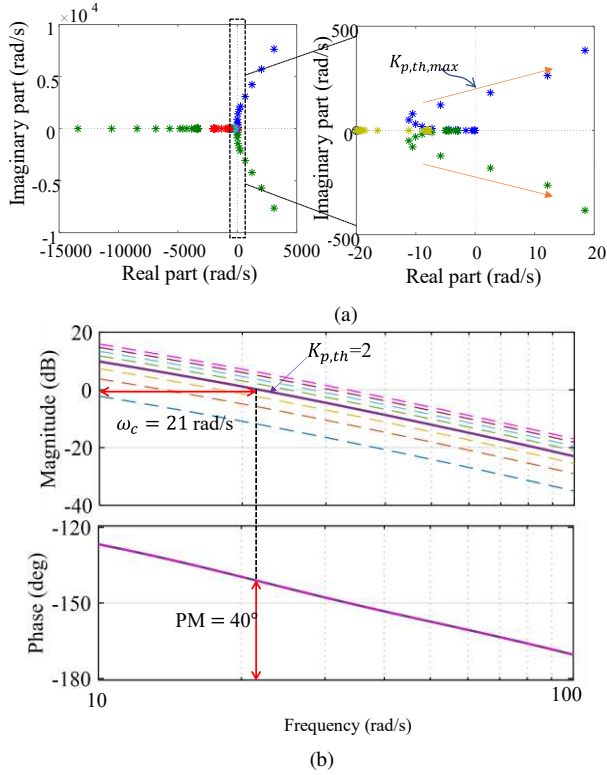 1
×10⁴
0.5
0
-0.5
-1
Imaginary part (rad/s)
-15000 -10000 -5000 0 5000
Real part (rad/s)
500
0
-500
Imaginary part (rad/s)
K_{p,th,max}
-20 -10 0 10 20
Real part (rad/s)
(a)
20
0
-20
-40
Magnitude (dB)
K_{p,th}=2
ω_c = 21 rad/s
-120
-150
-180
Phase (deg)
PM = 40°
10 100
Frequency (rad/s)
(b)